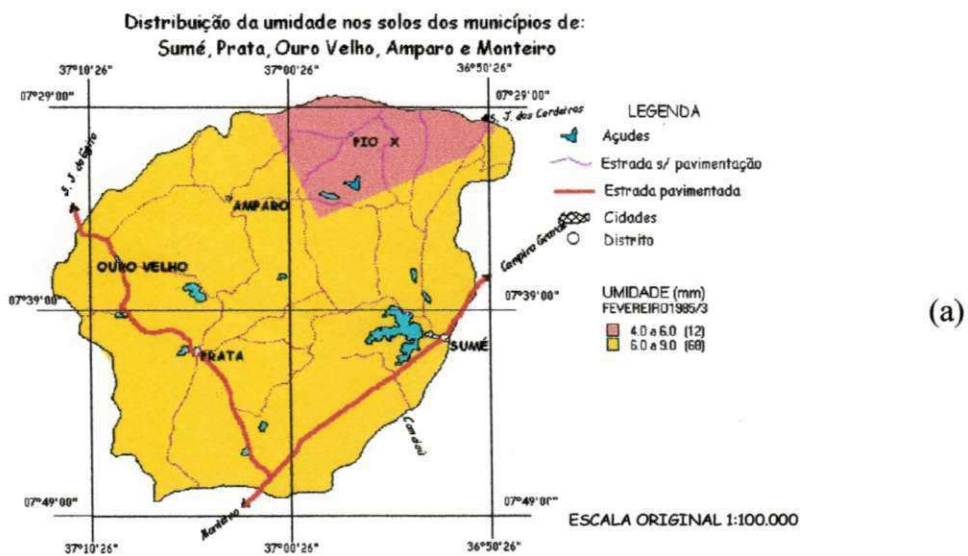 Distribuição da umidade nos solos dos municípios de:
Sumé, Prata, Ouro Velho, Amparo e Monteiro
37°10'26" 37°00'26" 36°50'26"
07°29'00" 07°29'00"
S. J. dos Cordeiros
LEGENDA
Açudes
PIO X
Estrada s/ pavimentação
S. J. do Egito
Estrada pavimentada
AMPARO
Cidades
Distrito
Campina Grande
OURO VELHO
07°39'00" 07°39'00"
UMIDADE (mm)
FEVEREIRO1985/3
(a)
4.0 a 6.0 (12)
6.0 a 9.0 (68)
SUMÉ
PRATA
07°49'00" 07°49'00"
Monteiro
ESCALA ORIGINAL 1:100.000
37°10'26" 37°00'26" 36°50'26"